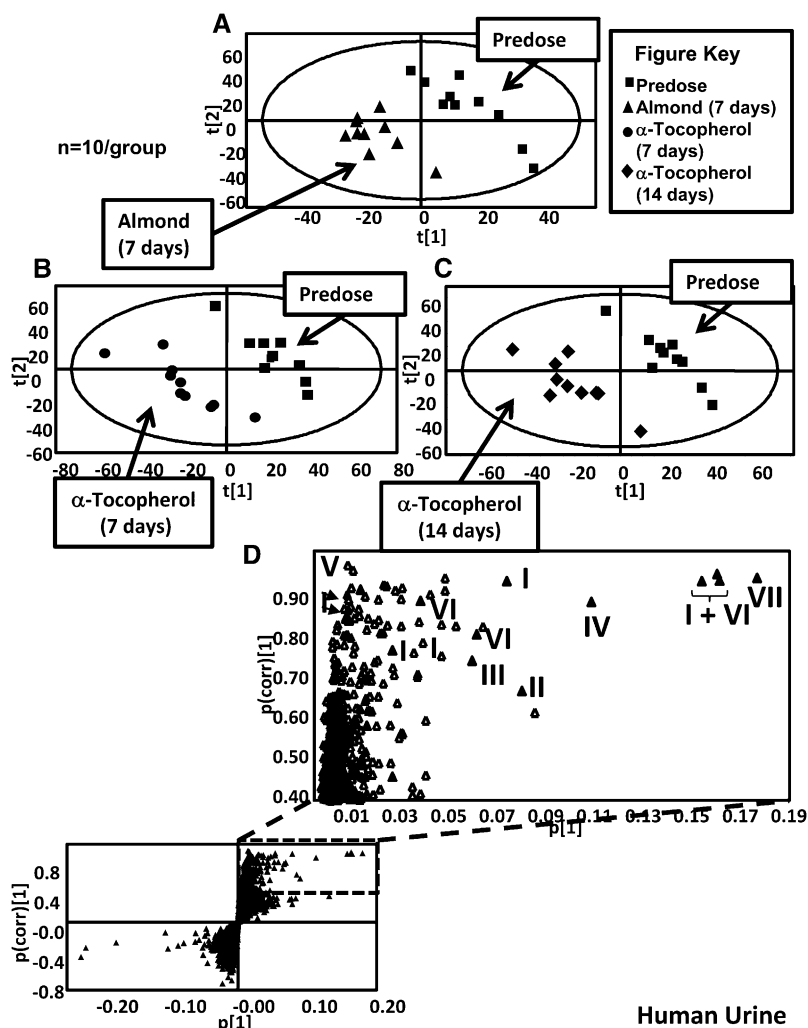 A
Predose
Figure Key
Predose
Almond (7 days)
α-Tocopherol
(7 days)
α-Tocopherol
(14 days)
n=10/group
t[2]
60
40
20
0
-20
-40
-60
-40 -20 0 20 40
t[1]
Almond
(7 days)
B
Predose
t[2]
60
40
20
0
-20
-40
-60
-80 -60 -40 -20 0 20 40 60 80
t[1]
α-Tocopherol
(7 days)
C
Predose
t[2]
60
40
20
0
-20
-40
-60
-60 -40 -20 0 20 40 60
t[1]
α-Tocopherol
(14 days)
D
p(corr)[1]
0.90
0.80
0.70
0.60
0.50
0.40
V
I
I
VI
VII
I + VI
IV
VI
I I
III
II
0.01 0.03 0.05 0.07 0.09 0.11 0.13 0.15 0.17 0.19
p[1]
p(corr)[1]
0.8
0.4
-0.0
-0.4
-0.8
-0.20 -0.10 -0.00 0.10 0.20
p[1]
Human Urine